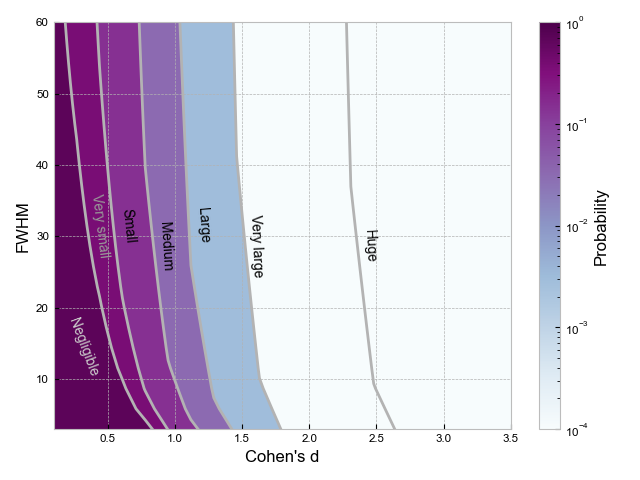 60
50
40
30
20
10
FWHM
Negligible
Very small
Small
Medium
Large
Very large
Huge
0.5
1.0
1.5
2.0
2.5
3.0
3.5
Cohen's d
10⁰
10⁻¹
10⁻²
10⁻³
10⁻⁴
Probability